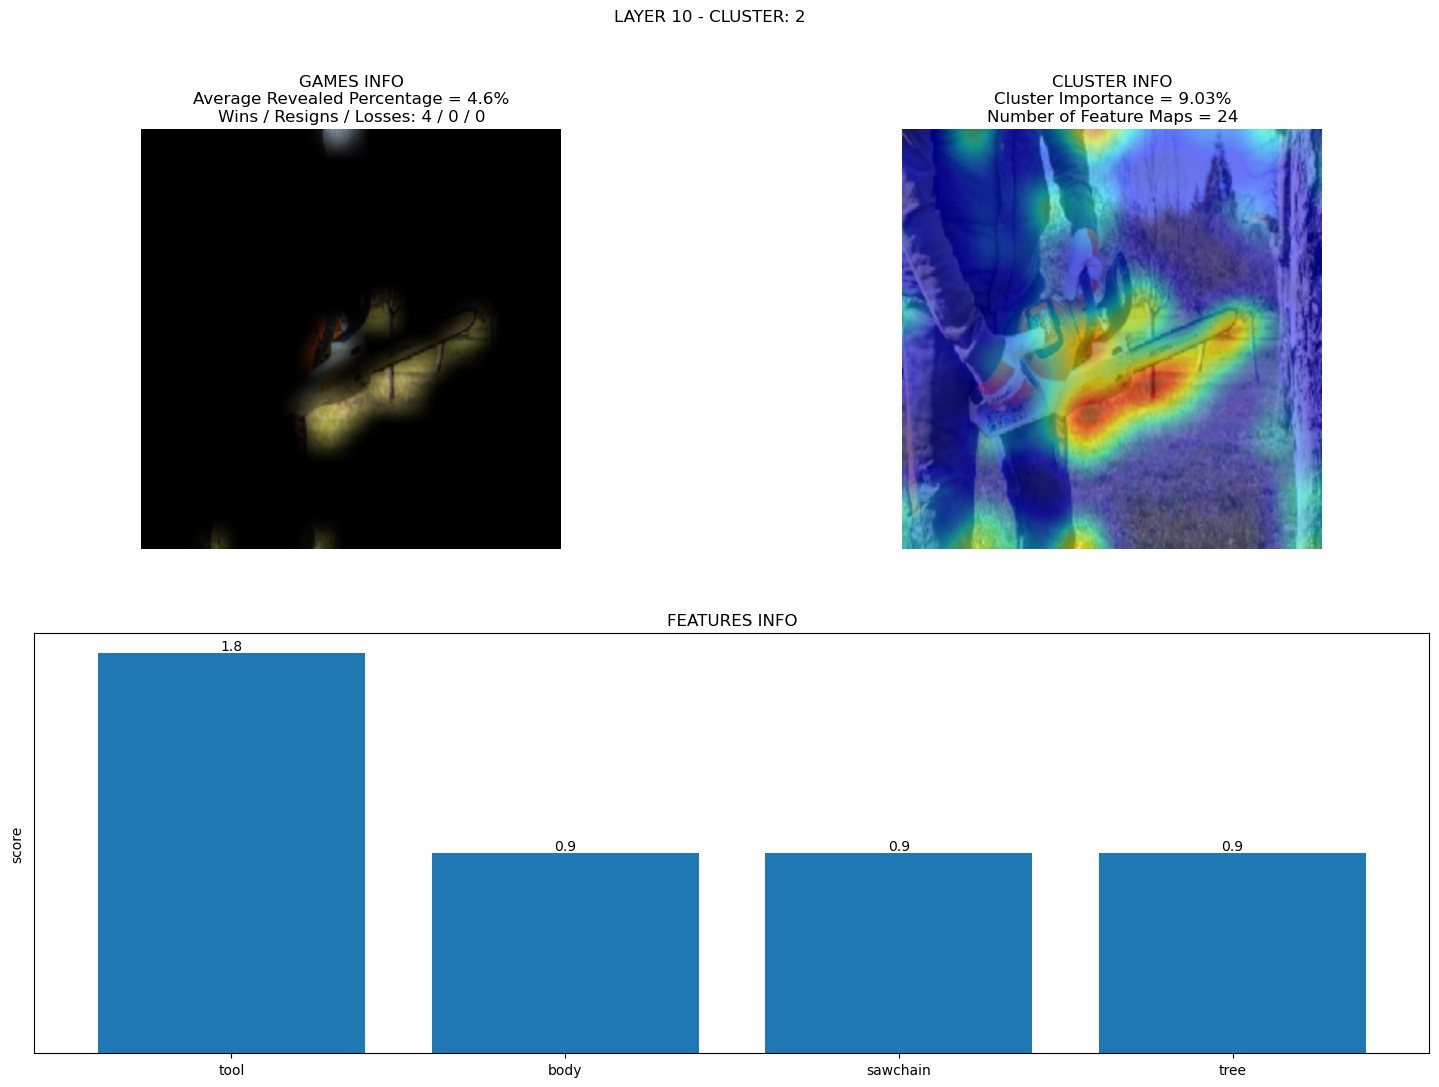 LAYER 10 - CLUSTER: 2
GAMES INFO
Average Revealed Percentage = 4.6%
Wins / Resigns / Losses: 4 / 0 / 0
CLUSTER INFO
Cluster Importance = 9.03%
Number of Feature Maps = 24
FEATURES INFO
score
1.8
0.9
0.9
0.9
tool
body
sawchain
tree